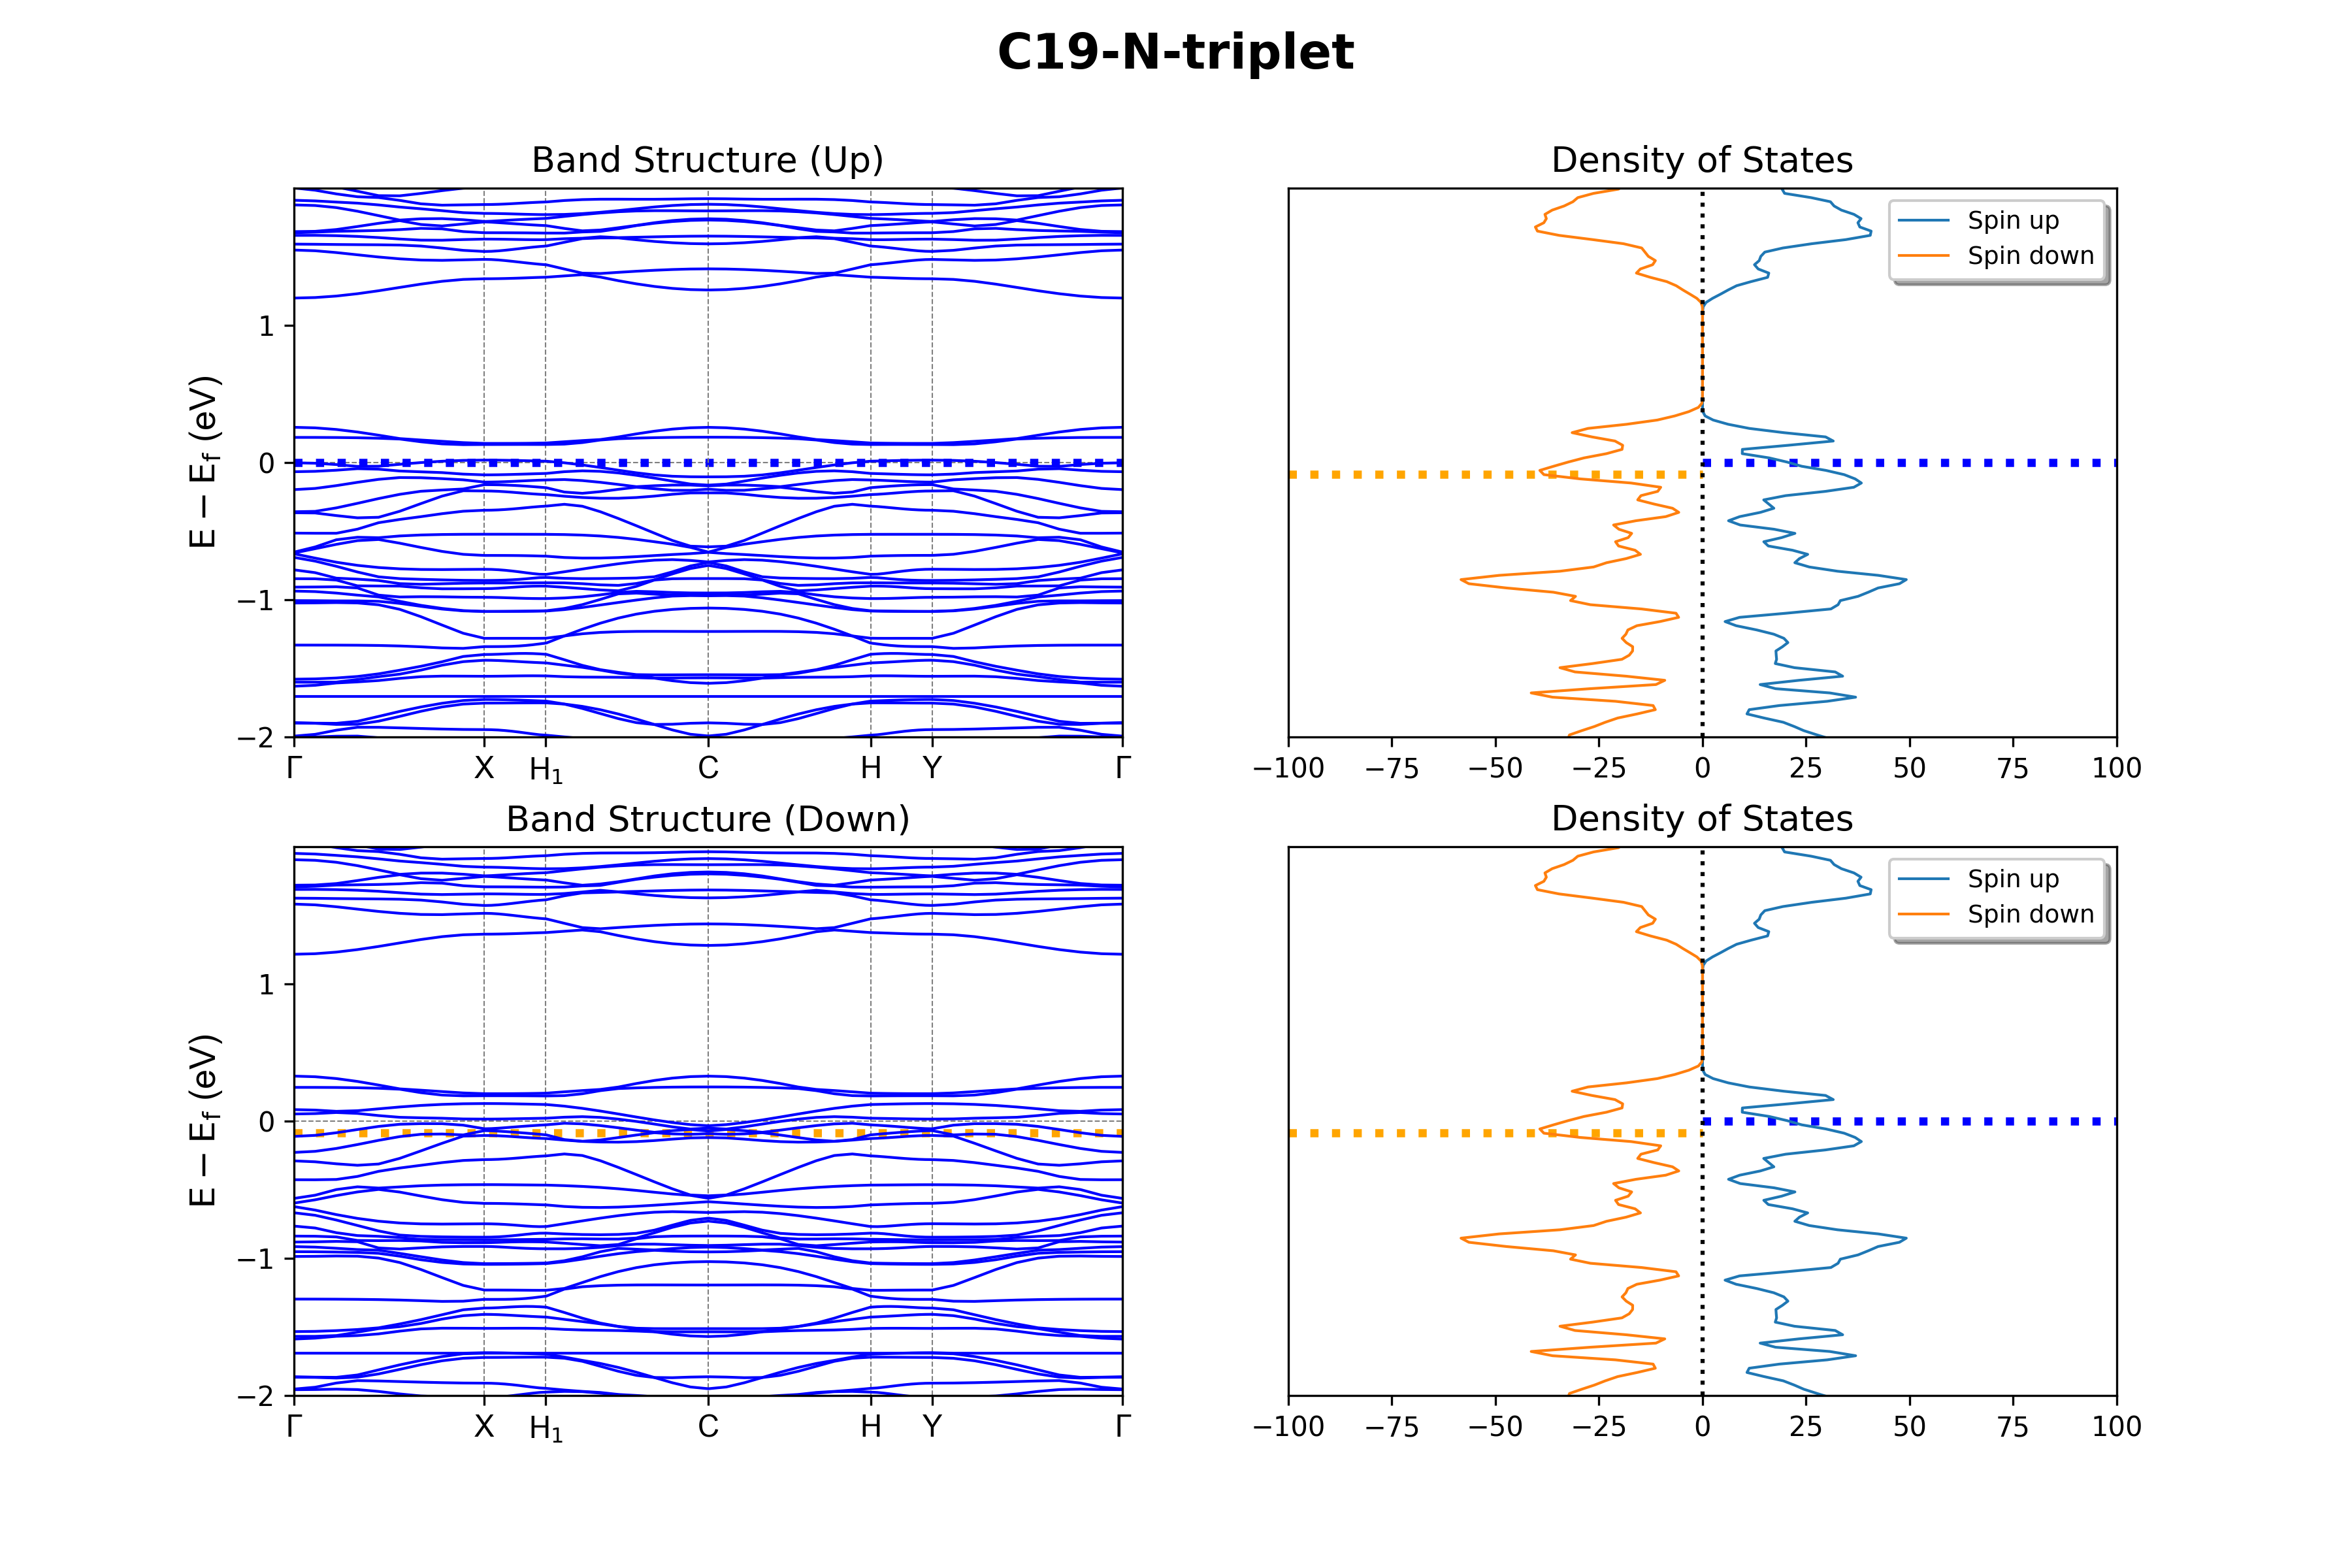 C19-N-triplet
Band Structure (Up)
E − E_f (eV)
1
0
−1
−2
Γ X H₁ C H Y Γ
Density of States
Spin up
Spin down
−100 −75 −50 −25 0 25 50 75 100
Band Structure (Down)
E − E_f (eV)
1
0
−1
−2
Γ X H₁ C H Y Γ
Density of States
Spin up
Spin down
−100 −75 −50 −25 0 25 50 75 100